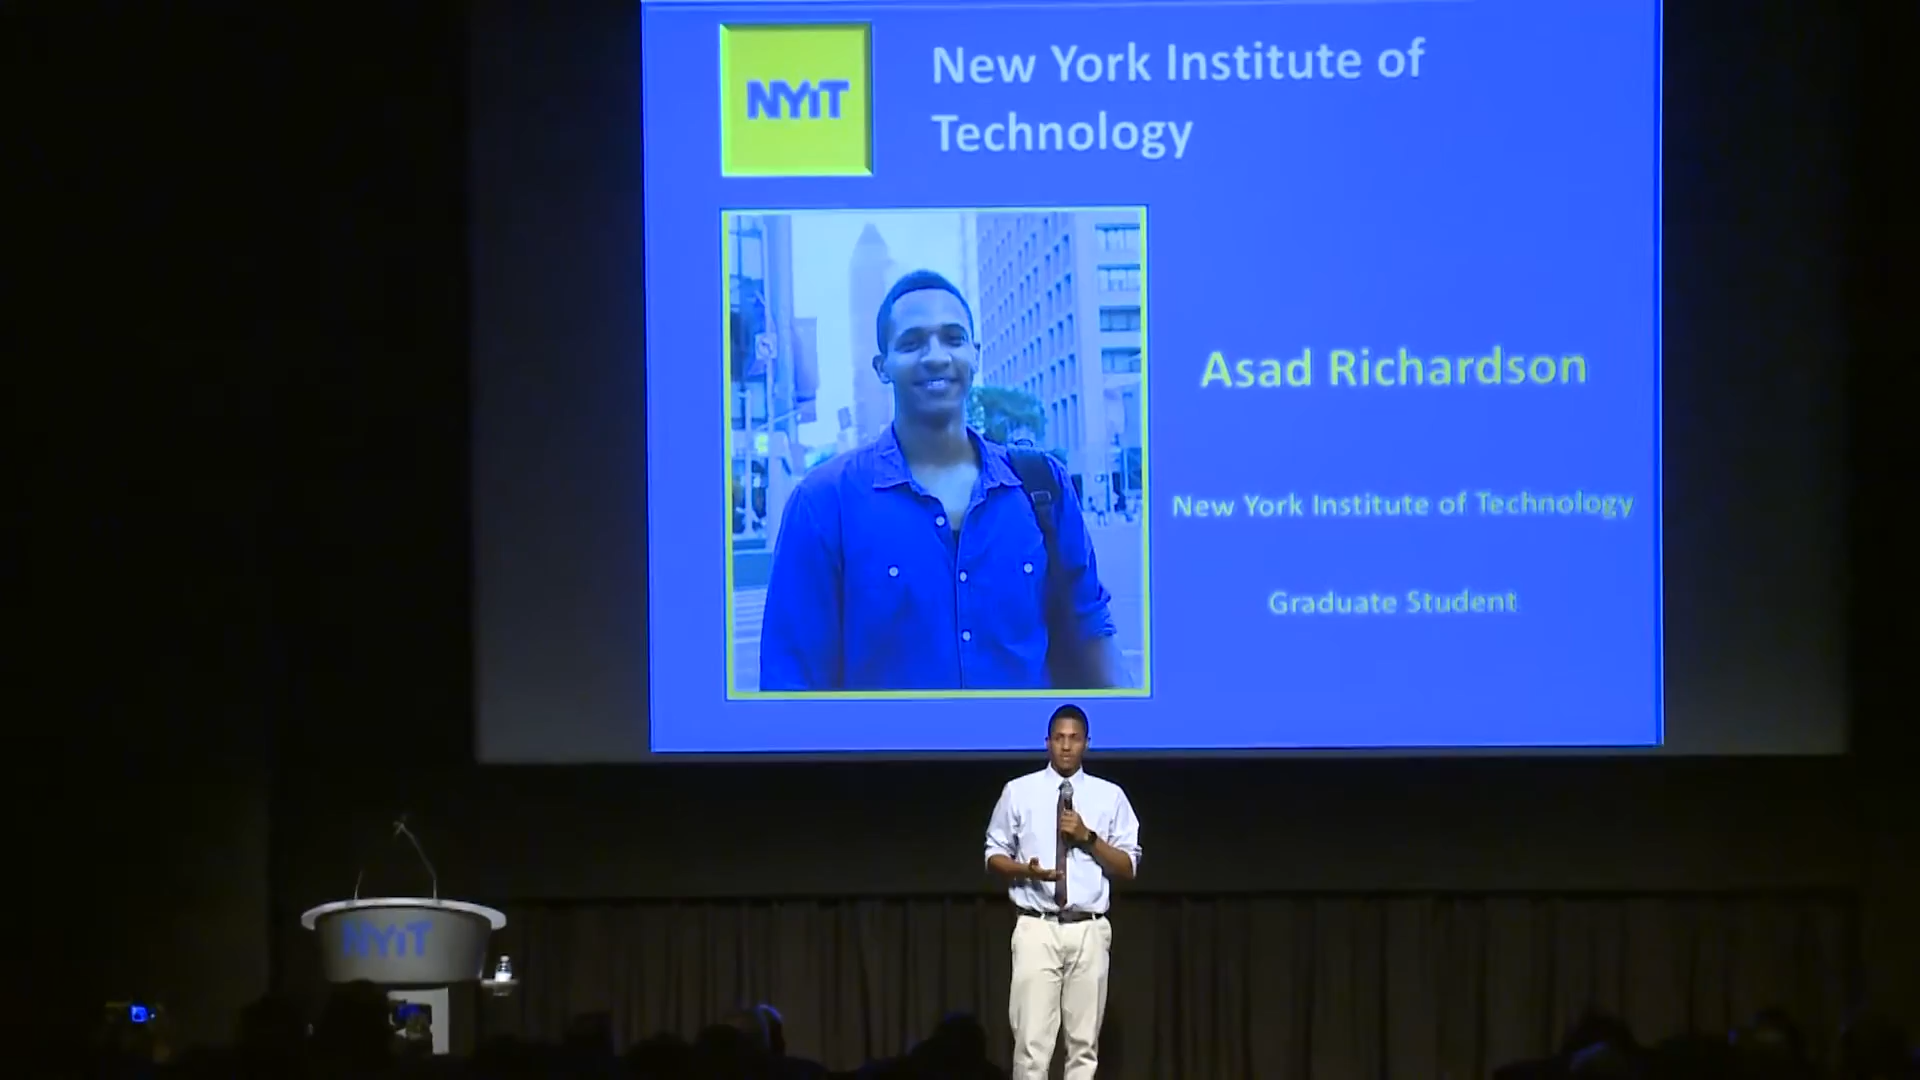 NYiT
New York Institute of
Technology
Asad Richardson
New York Institute of Technology
Graduate Student
NYiT